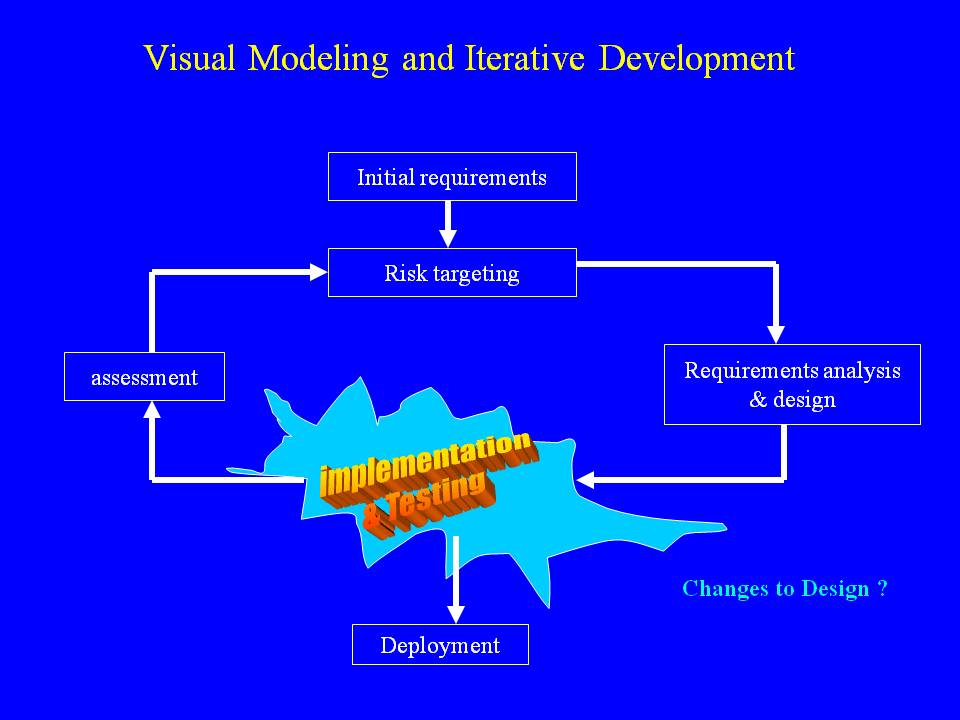 Visual Modeling and Iterative Development
Initial requirements
Risk targeting
assessment
Requirements analysis
& design
implementation
& Testing
Changes to Design ?
Deployment